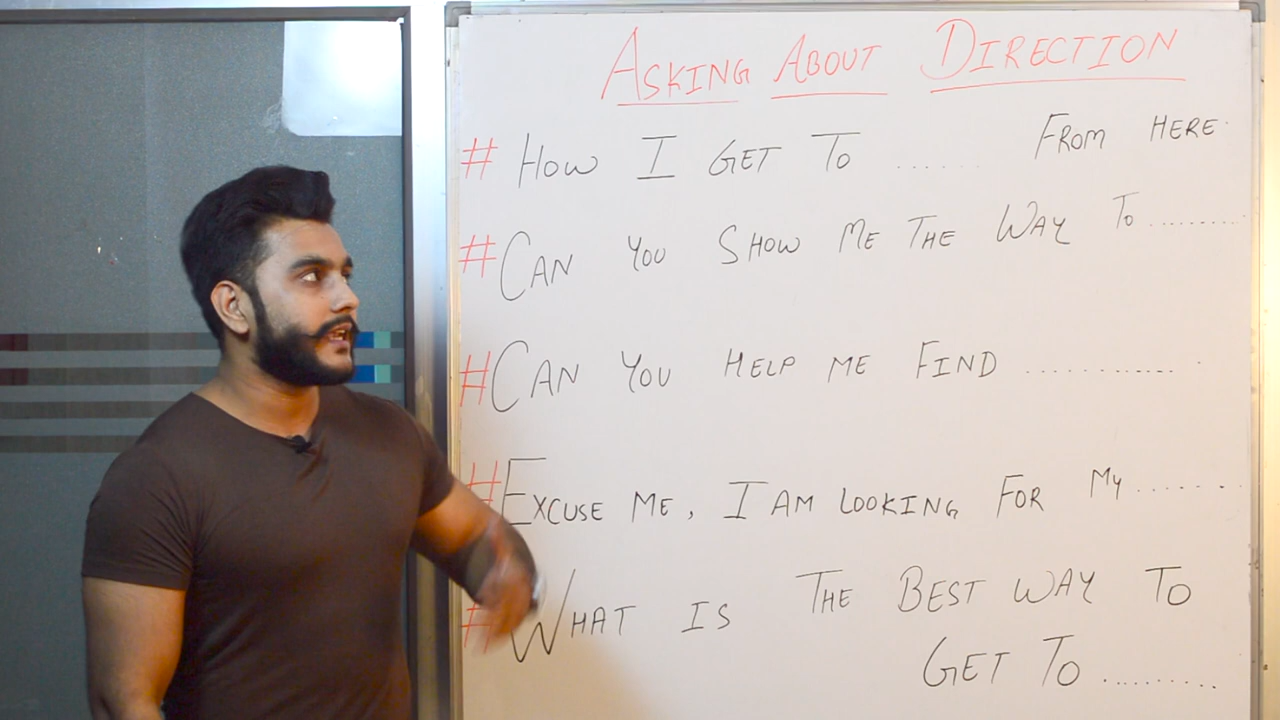 ASKING ABOUT DIRECTION
# HOW I GET TO ....... FROM HERE.
# CAN YOU SHOW ME THE WAY TO ..........
# CAN YOU HELP ME FIND ..............
# EXCUSE ME, I AM LOOKING FOR MY .......
# WHAT IS THE BEST WAY TO
GET TO .........